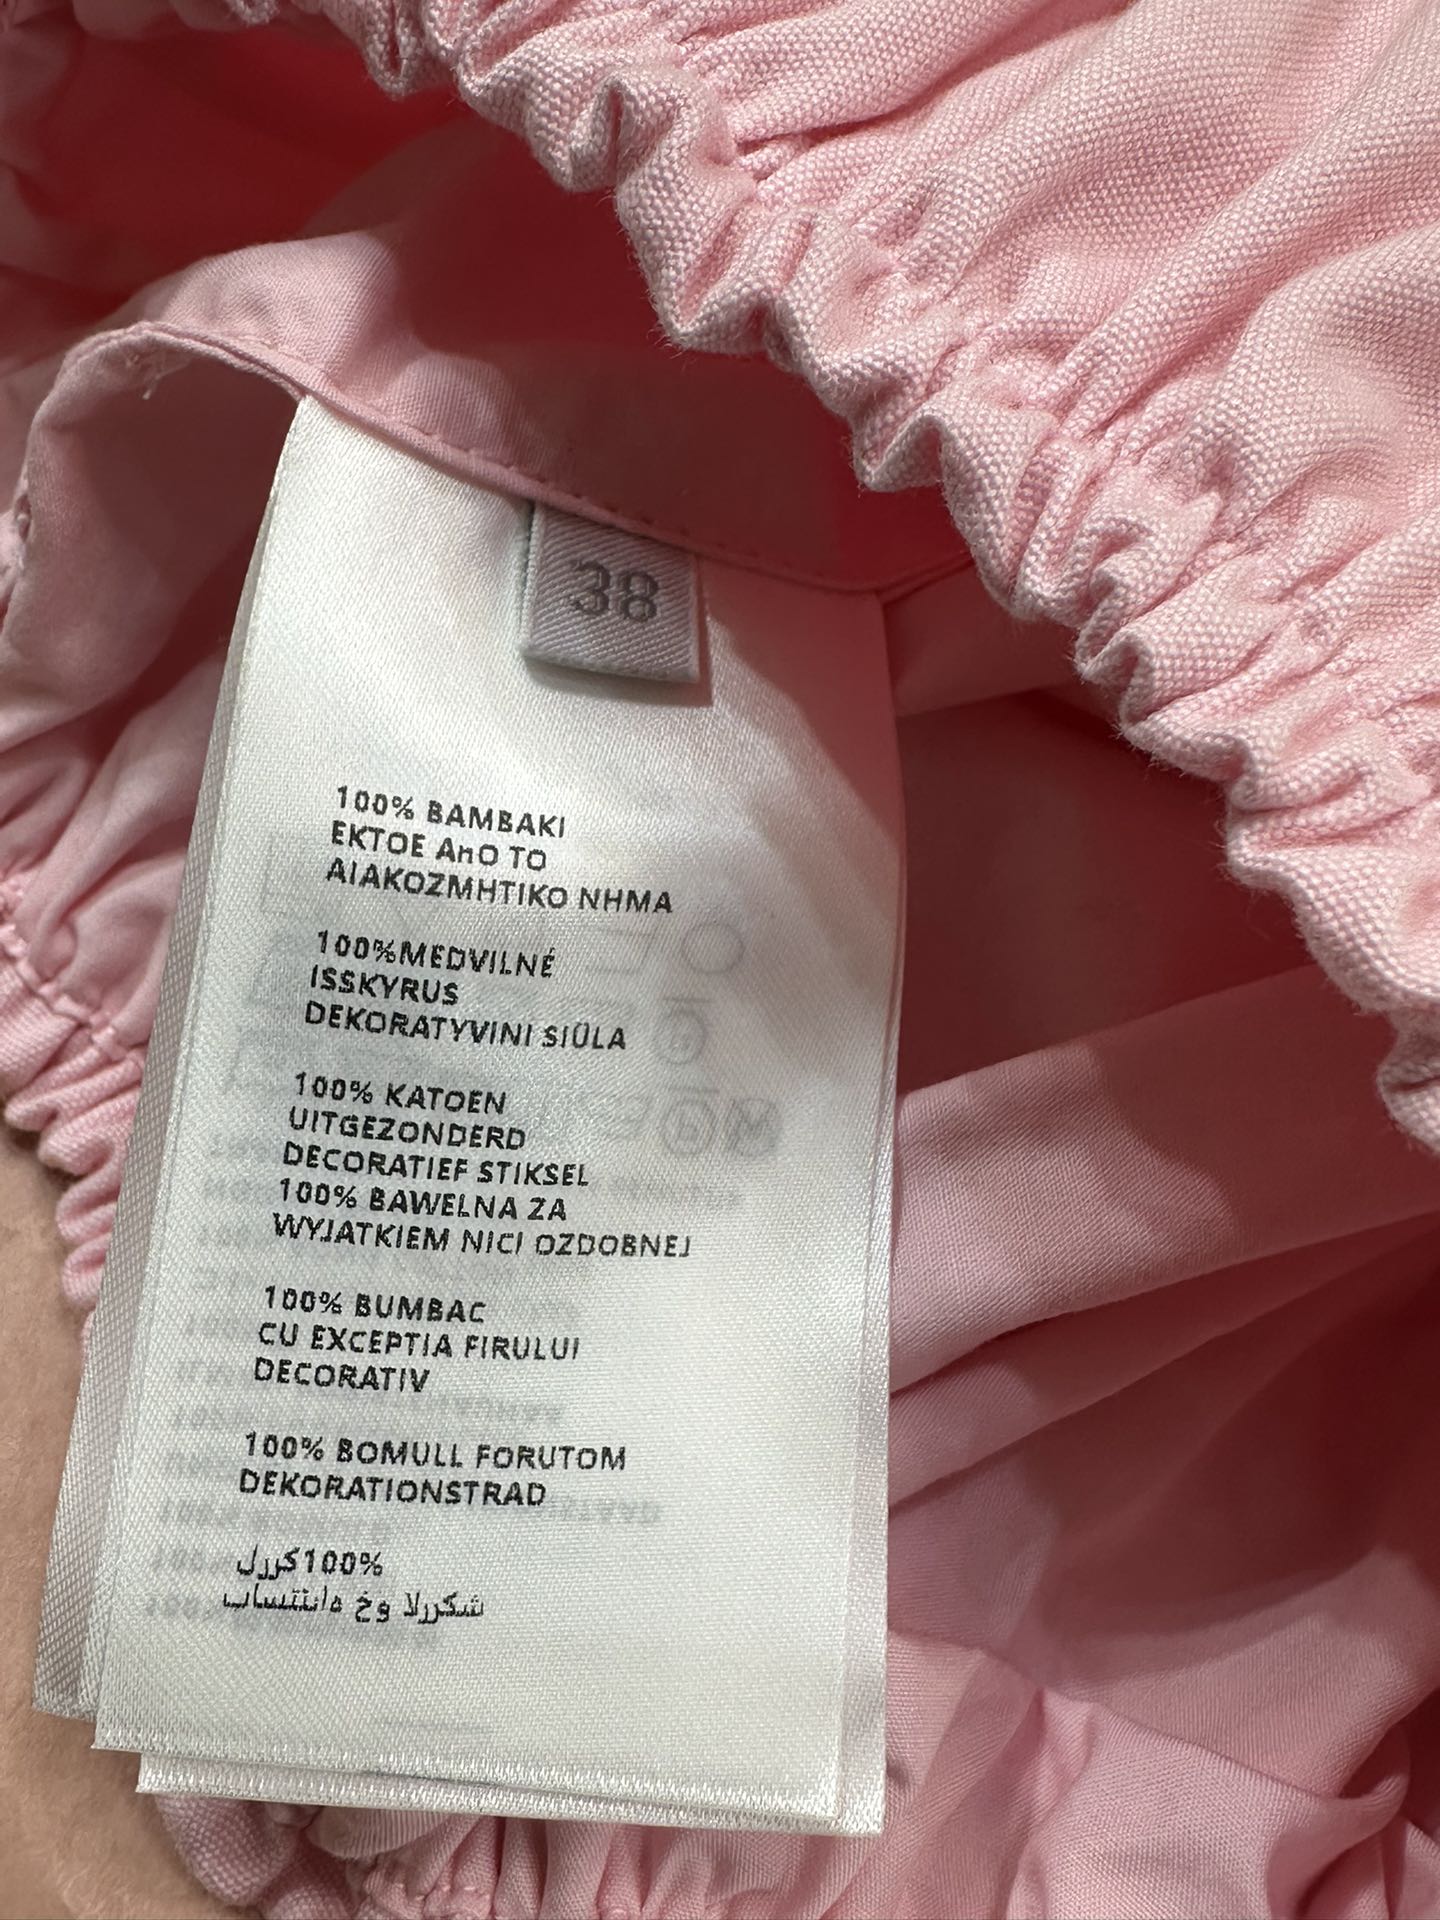 38
100% BAMBAKI
EKTOE AnO TO
AIAKOZMHTIKO NHMA
100%MEDVILNÉ
ISSKYRUS
DEKORATYVINI SIŪLA
100% KATOEN
UITGEZONDERD
DECORATIEF STIKSEL
100% BAWELNA ZA
WYJATKIEM NICI OZDOBNEJ
100% BUMBAC
CU EXCEPTIA FIRULUI
DECORATIV
100% BOMULL FORUTOM
DEKORATIONSTRAD
100%